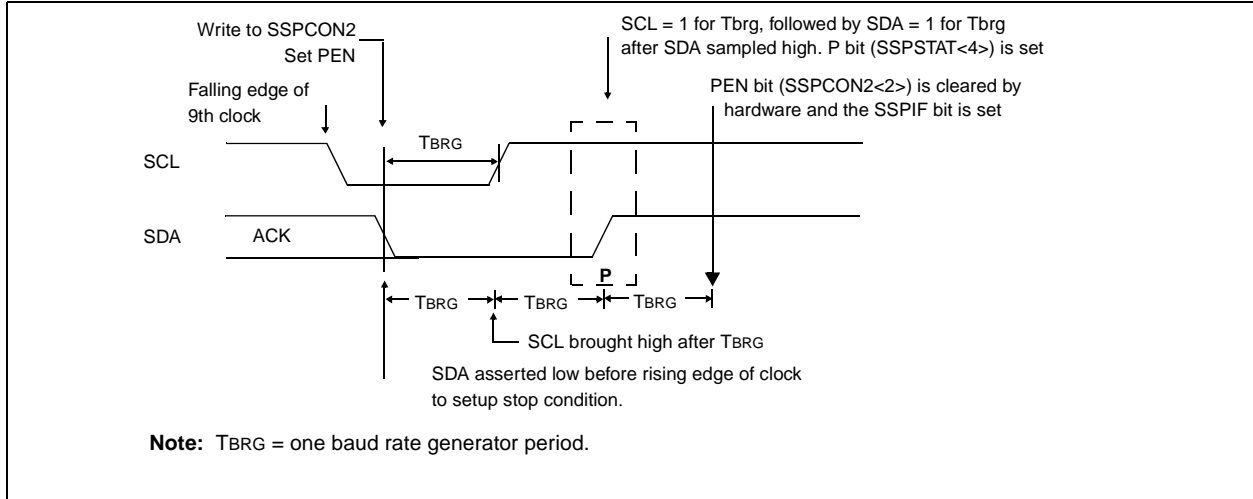 Write to SSPCON2
Set PEN
SCL = 1 for Tbrg, followed by SDA = 1 for Tbrg
after SDA sampled high. P bit (SSPSTAT<4>) is set
Falling edge of
9th clock
PEN bit (SSPCON2<2>) is cleared by
hardware and the SSPIF bit is set
TBRG
SCL
SDA
ACK
P
TBRG
TBRG
TBRG
SCL brought high after TBRG
SDA asserted low before rising edge of clock
to setup stop condition.
Note: TBRG = one baud rate generator period.